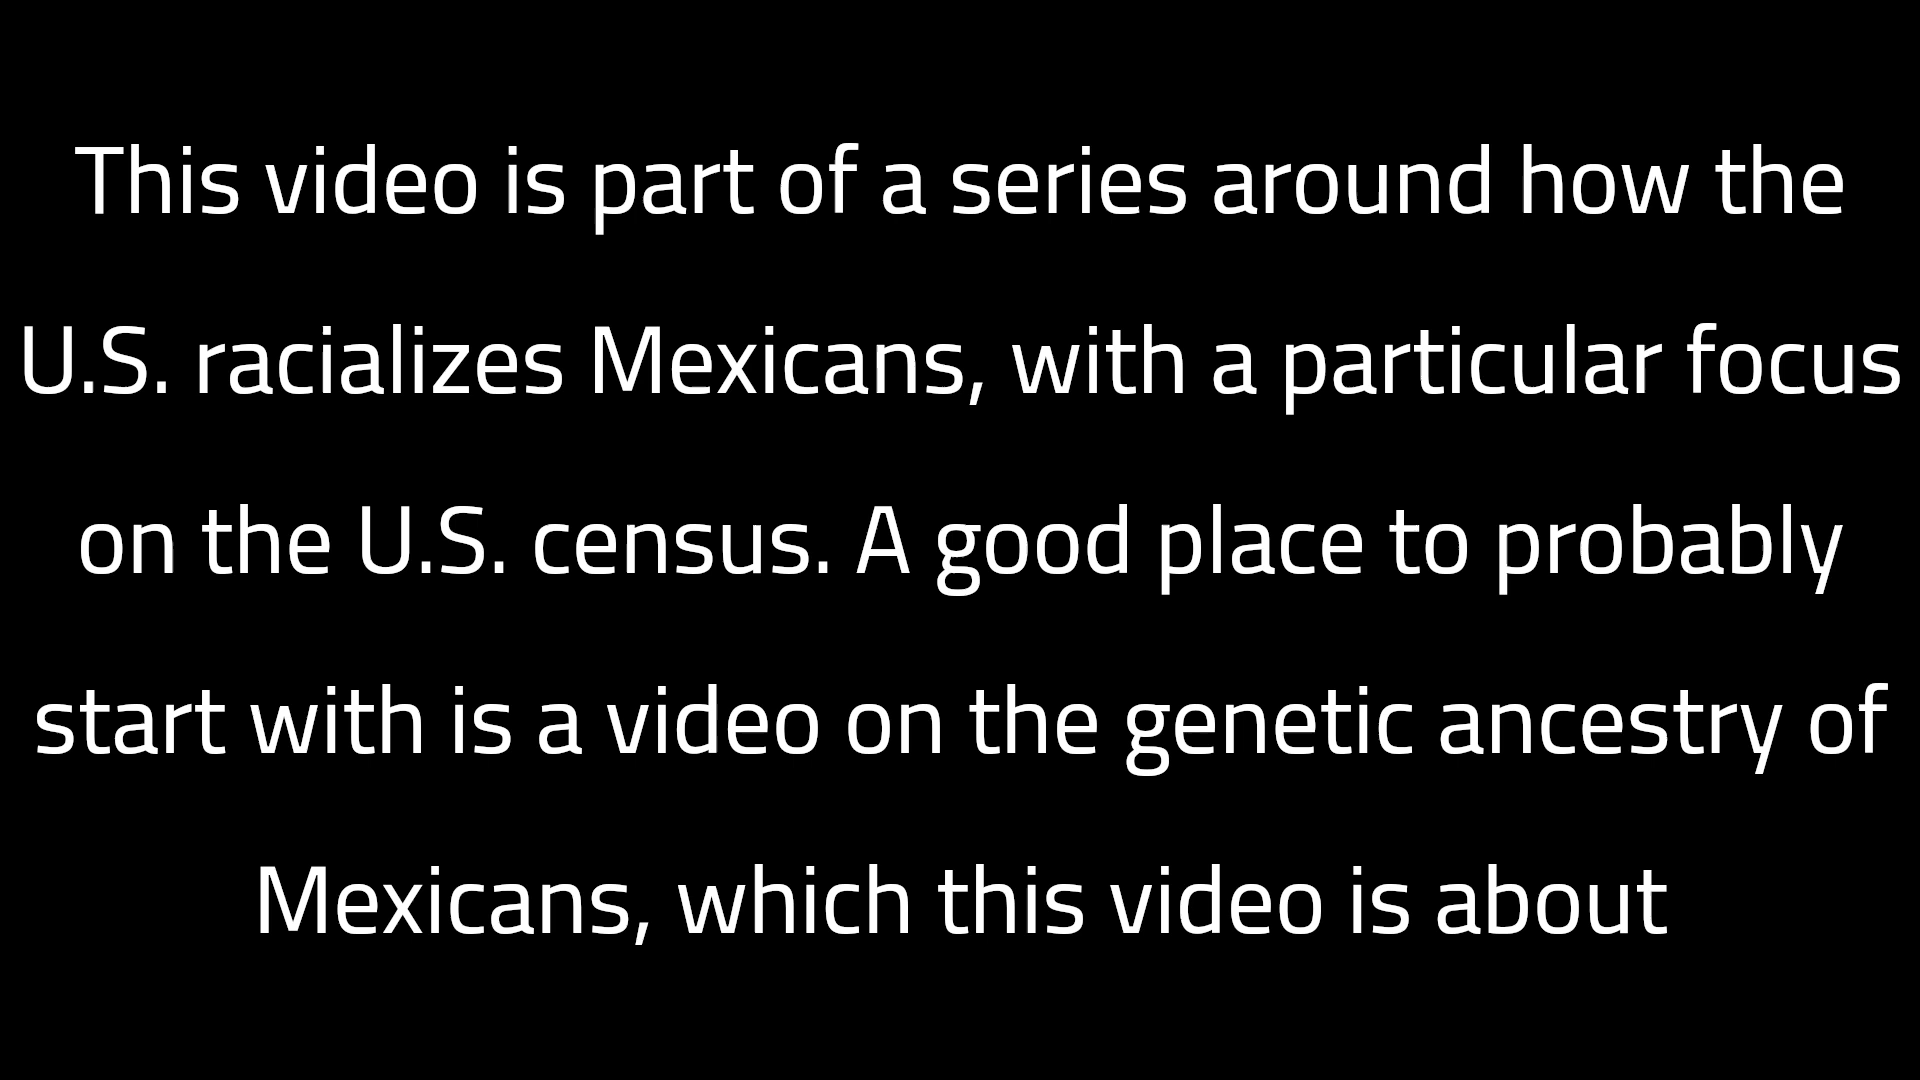 This video is part of a series around how the
U.S. racializes Mexicans, with a particular focus
on the U.S. census. A good place to probably
start with is a video on the genetic ancestry of
Mexicans, which this video is about